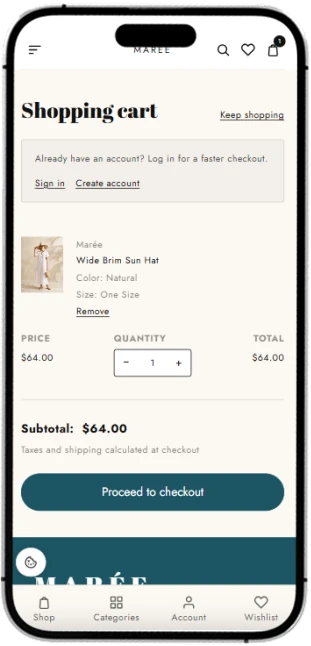 MARÉE
1
Shopping cart
Keep shopping
Already have an account? Log in for a faster checkout.
Sign in Create account
Marée
Wide Brim Sun Hat
Color: Natural
Size: One Size
Remove
PRICE QUANTITY TOTAL
$64.00 − 1 + $64.00
Subtotal: $64.00
Taxes and shipping calculated at checkout
Proceed to checkout
MARÉE
Shop Categories Account Wishlist